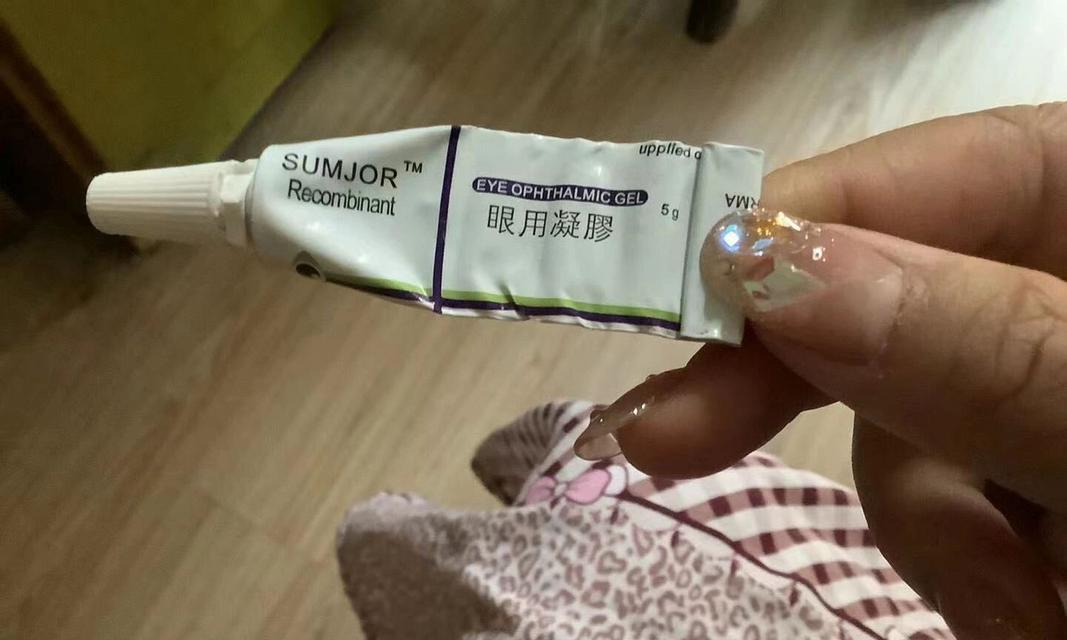 SUMJOR™
Recombinant
EYE OPHTHALMIC GEL
眼用凝膠
5g